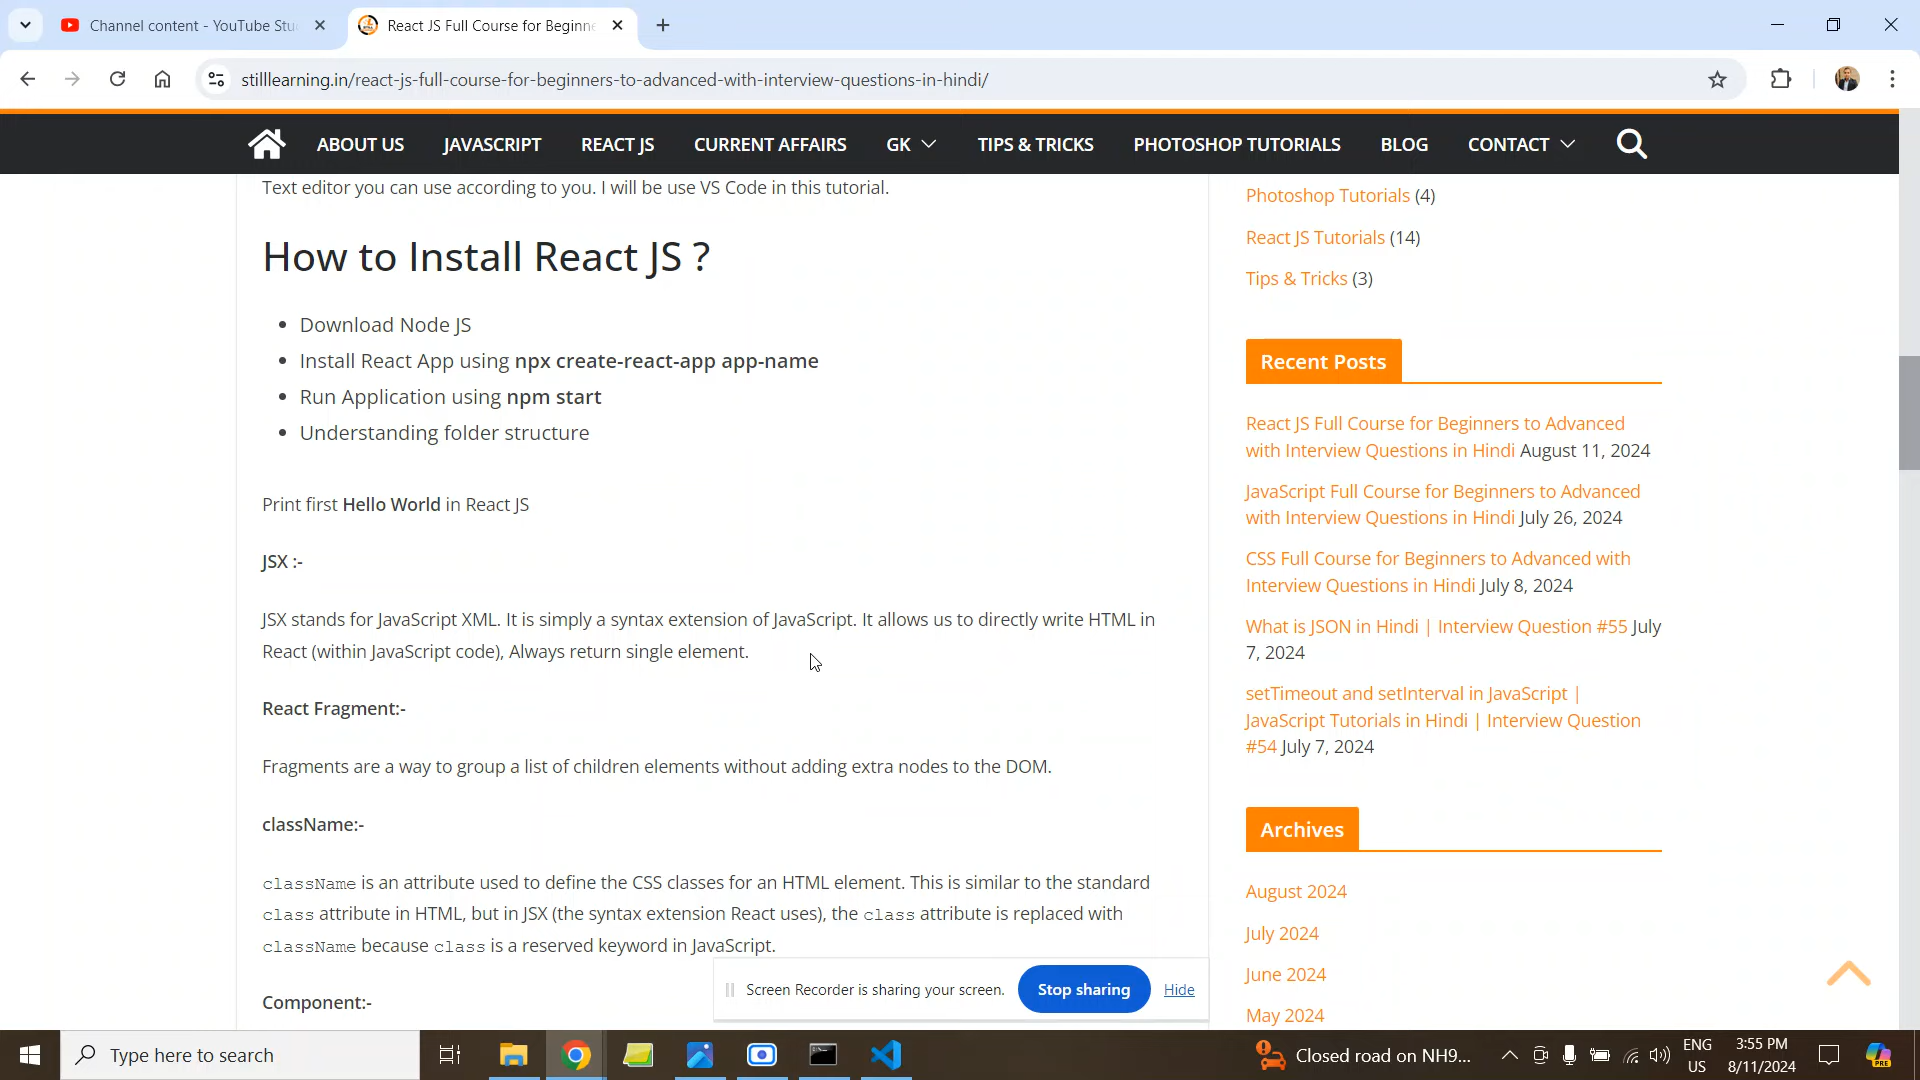 Channel content - YouTube Stu
React JS Full Course for Beginne
stilllearning.in/react-js-full-course-for-beginners-to-advanced-with-interview-questions-in-hindi/
ABOUT US
JAVASCRIPT
REACT JS
CURRENT AFFAIRS
GK
TIPS & TRICKS
PHOTOSHOP TUTORIALS
BLOG
CONTACT
Text editor you can use according to you. I will be use VS Code in this tutorial.
How to Install React JS ?
Download Node JS
Install React App using npx create-react-app app-name
Run Application using npm start
Understanding folder structure
Print first Hello World in React JS
JSX :-
JSX stands for JavaScript XML. It is simply a syntax extension of JavaScript. It allows us to directly write HTML in
React (within JavaScript code), Always return single element.
React Fragment:-
Fragments are a way to group a list of children elements without adding extra nodes to the DOM.
className:-
className is an attribute used to define the CSS classes for an HTML element. This is similar to the standard
class attribute in HTML, but in JSX (the syntax extension React uses), the class attribute is replaced with
className because class is a reserved keyword in JavaScript.
Component:-
Photoshop Tutorials (4)
React JS Tutorials (14)
Tips & Tricks (3)
Recent Posts
React JS Full Course for Beginners to Advanced
with Interview Questions in Hindi August 11, 2024
JavaScript Full Course for Beginners to Advanced
with Interview Questions in Hindi July 26, 2024
CSS Full Course for Beginners to Advanced with
Interview Questions in Hindi July 8, 2024
What is JSON in Hindi | Interview Question #55 July
7, 2024
setTimeout and setInterval in JavaScript |
JavaScript Tutorials in Hindi | Interview Question
#54 July 7, 2024
Archives
August 2024
July 2024
June 2024
May 2024
Screen Recorder is sharing your screen.
Stop sharing
Hide
Type here to search
Closed road on NH9...
ENG
US
3:55 PM
8/11/2024
PRE